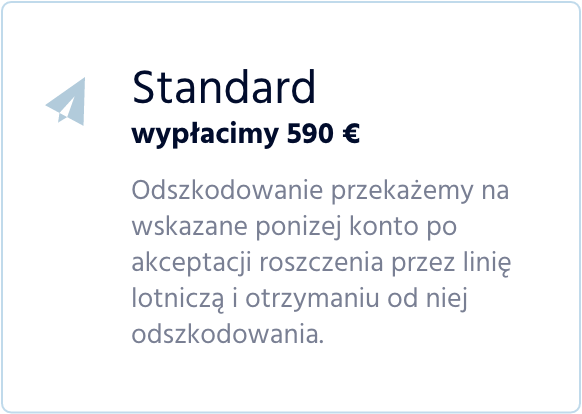 Standard
wypłacimy 590 €
Odszkodowanie przekażemy na
wskazane ponizej konto po
akceptacji roszczenia przez linię
lotniczą i otrzymaniu od niej
odszkodowania.